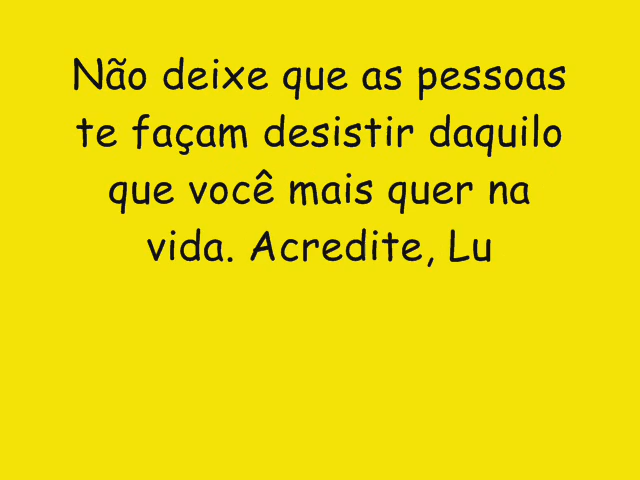 Não deixe que as pessoas
te façam desistir daquilo
que você mais quer na
vida. Acredite, Lu